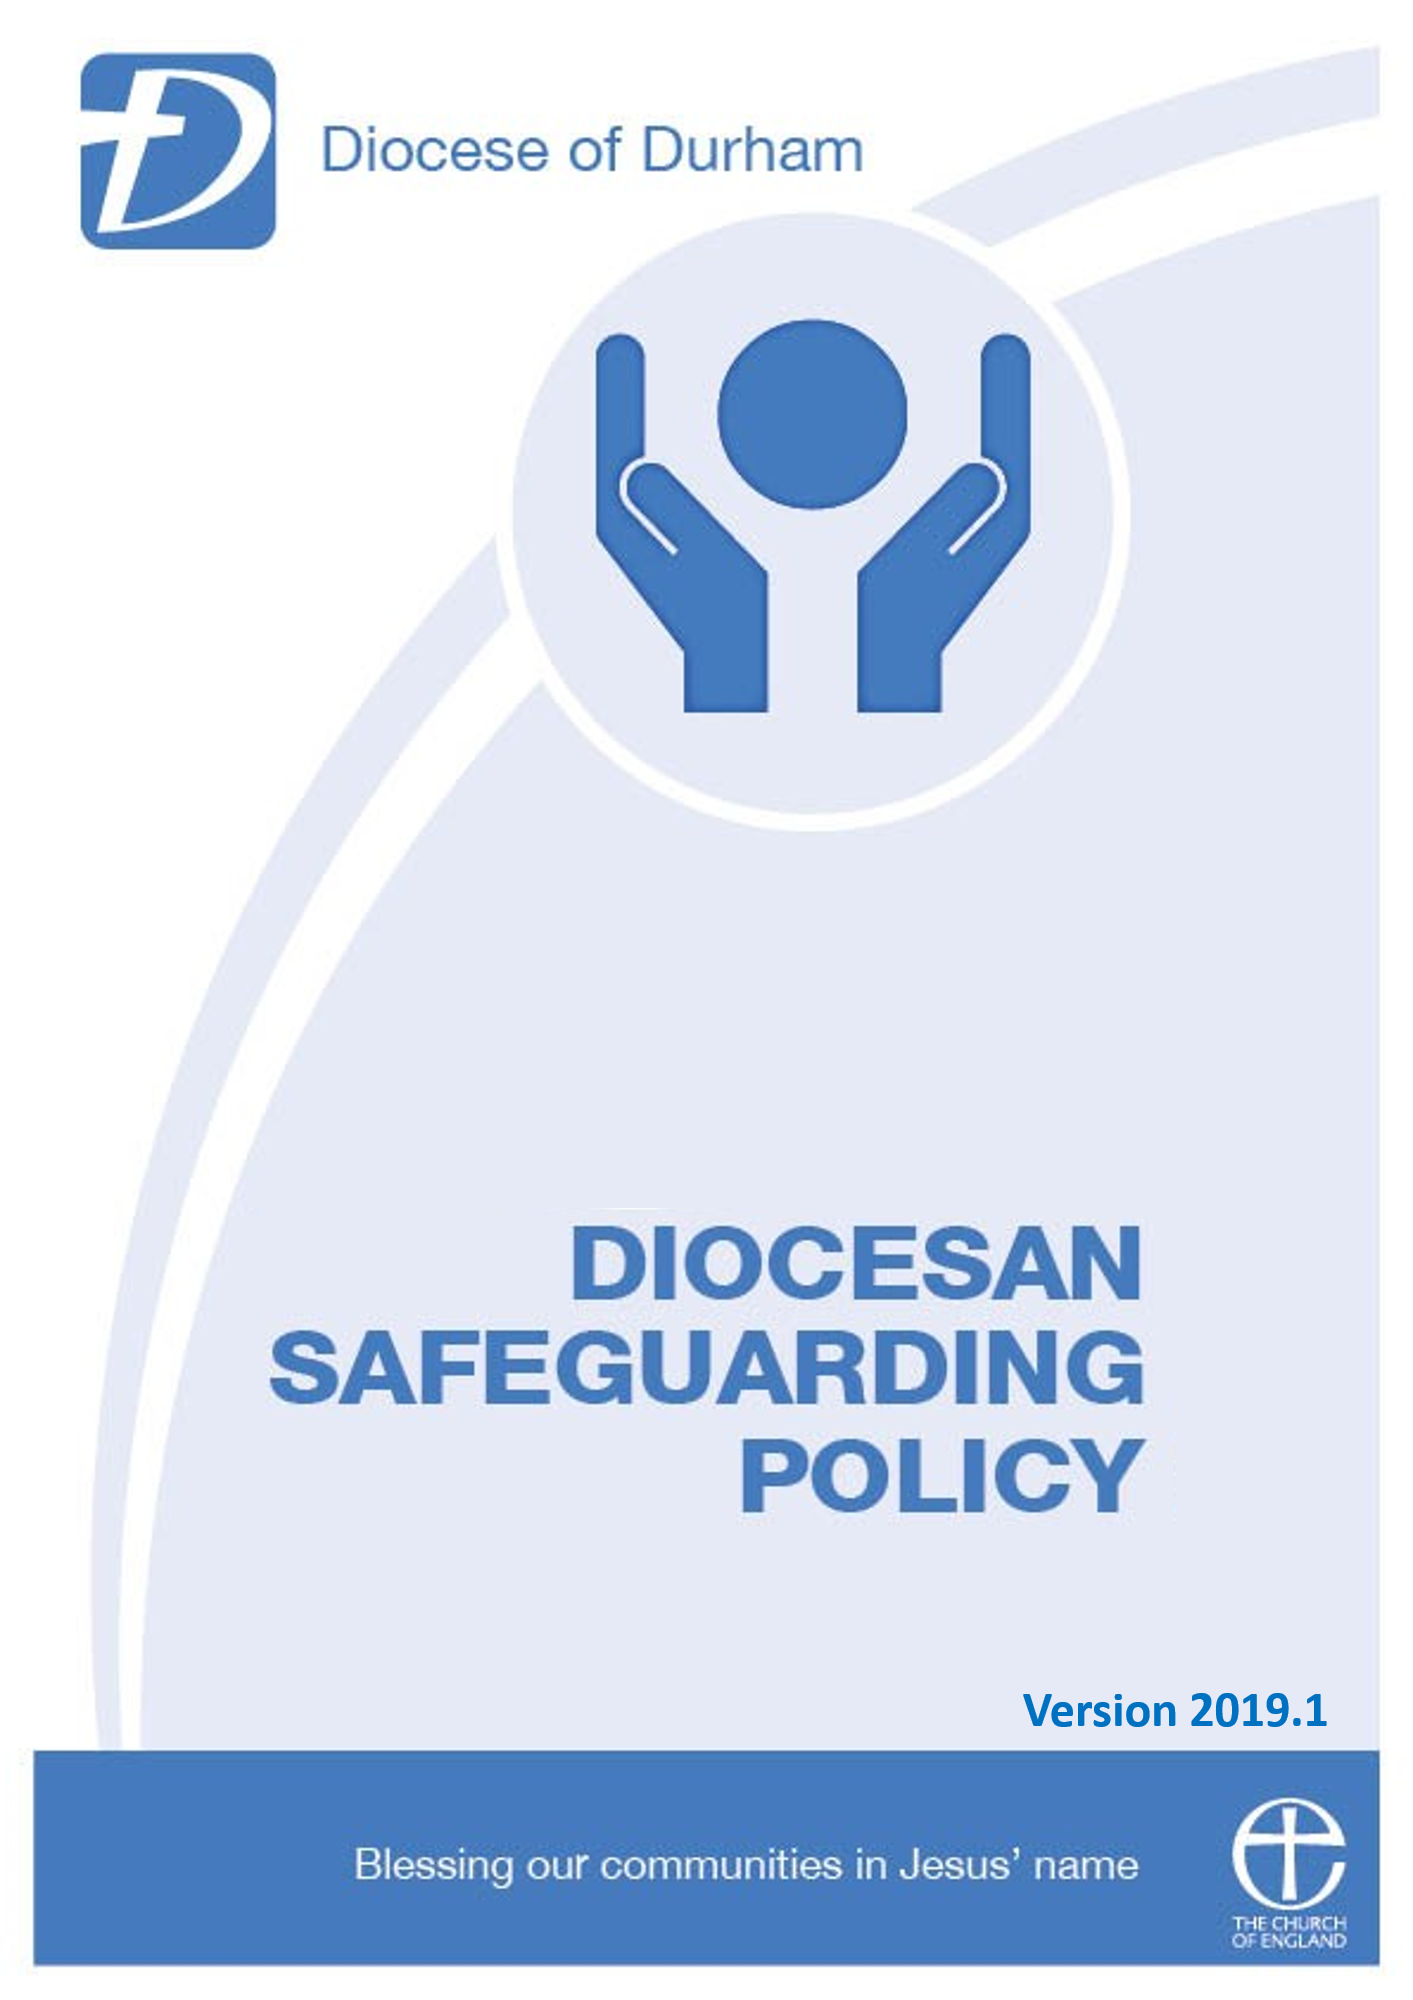 Diocese of Durham
DIOCESAN
SAFEGUARDING
POLICY
Version 2019.1
Blessing our communities in Jesus’ name
THE CHURCH
OF ENGLAND